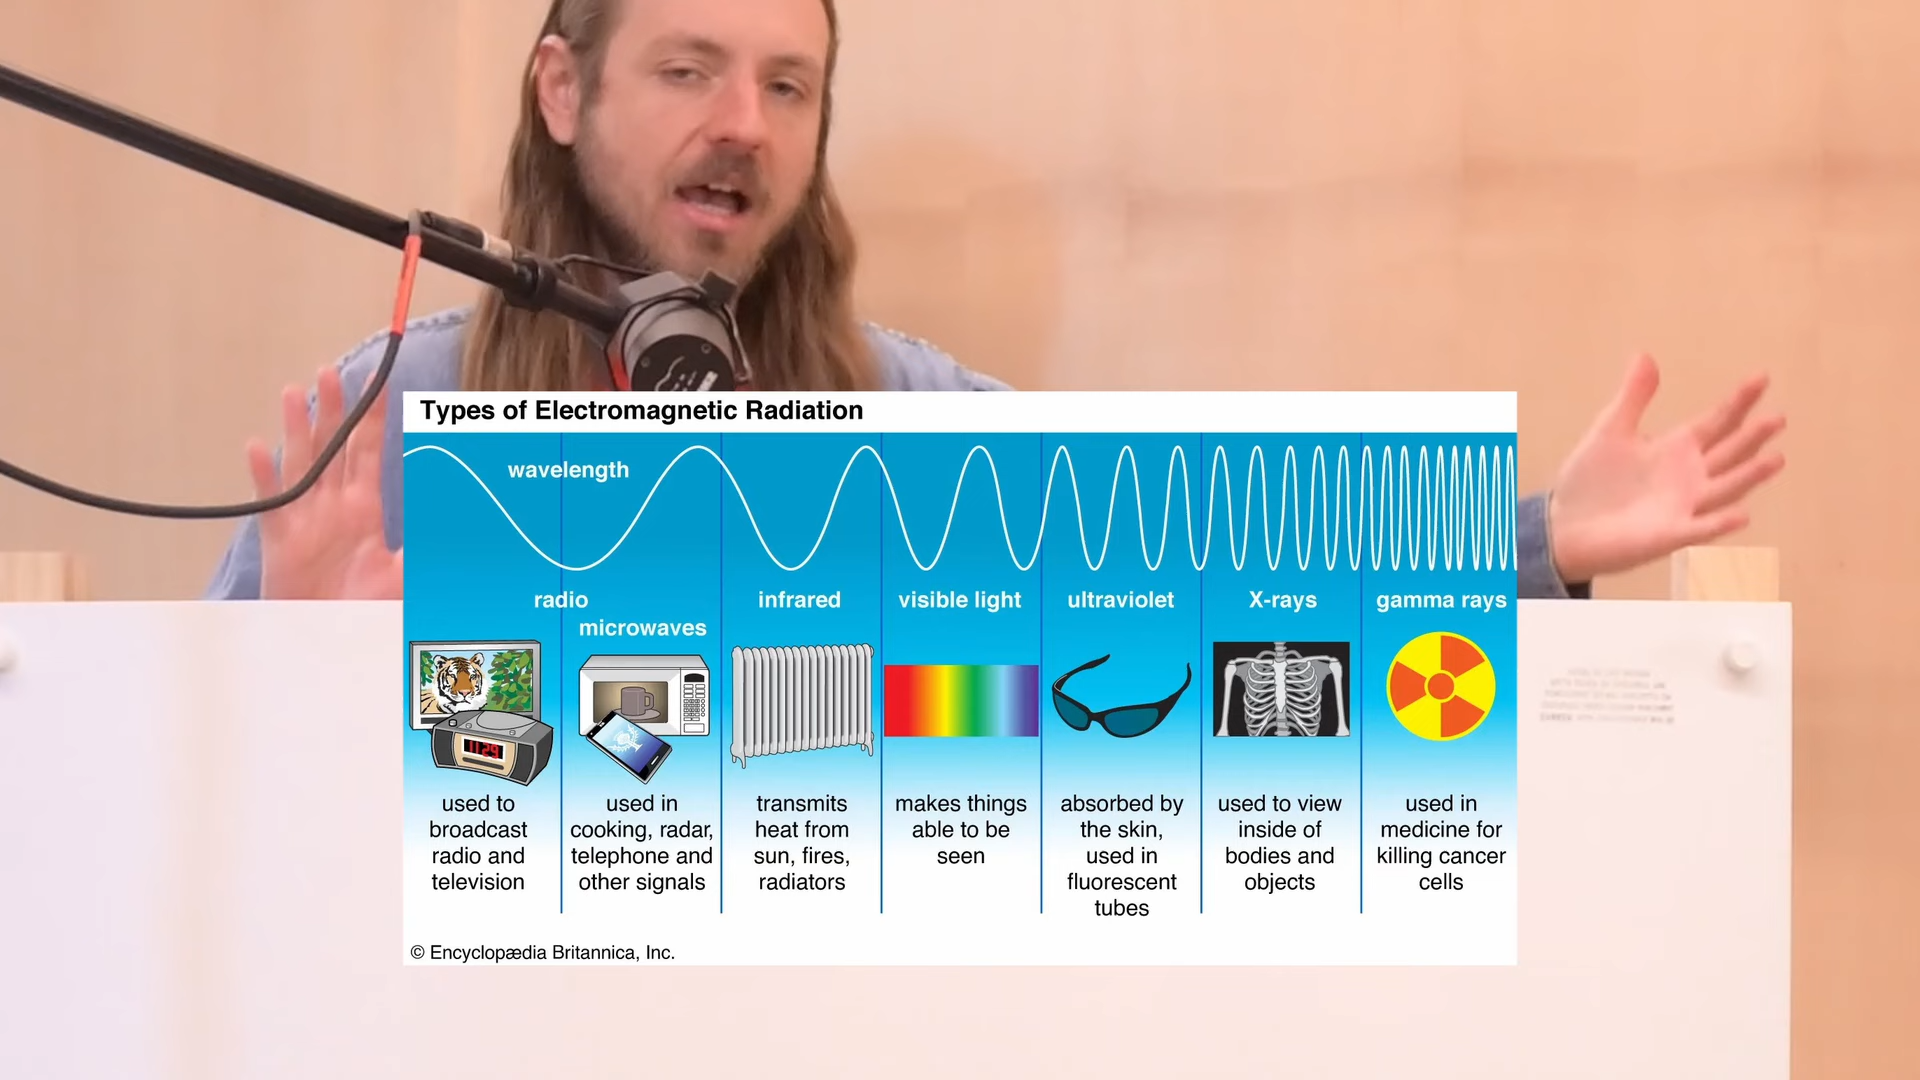 Types of Electromagnetic Radiation
wavelength
radio
microwaves
infrared
visible light
ultraviolet
X-rays
gamma rays
11:29
used to
broadcast
radio and
television
used in
cooking, radar,
telephone and
other signals
transmits
heat from
sun, fires,
radiators
makes things
able to be
seen
absorbed by
the skin,
used in
fluorescent
tubes
used to view
inside of
bodies and
objects
used in
medicine for
killing cancer
cells
© Encyclopædia Britannica, Inc.